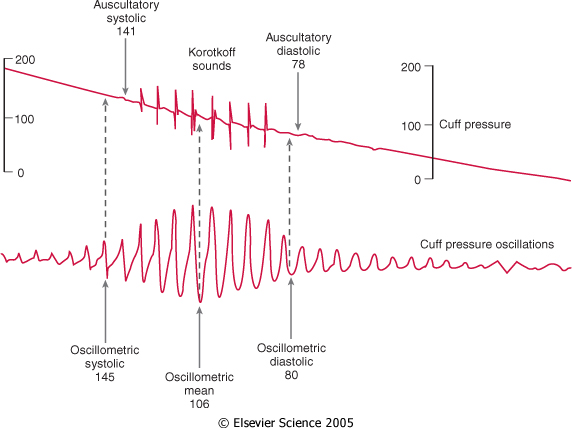 Auscultatory
systolic
141
Korotkoff
sounds
Auscultatory
diastolic
78
200
100
0
200
100
0
Cuff pressure
Cuff pressure oscillations
Oscillometric
systolic
145
Oscillometric
mean
106
Oscillometric
diastolic
80
© Elsevier Science 2005